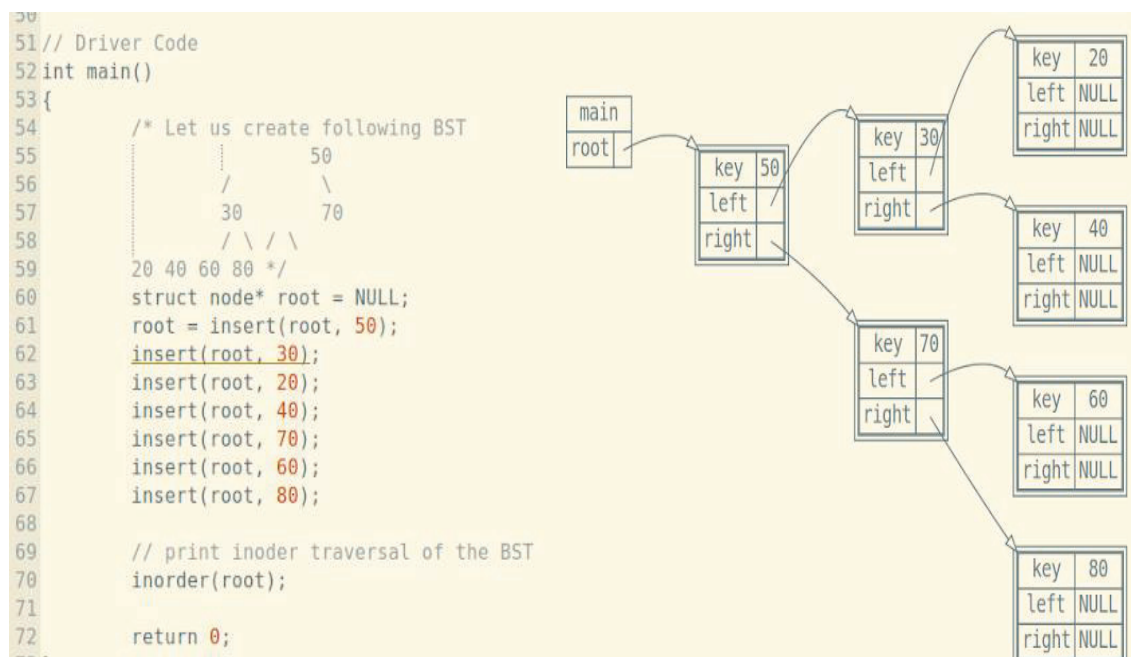 50
51 // Driver Code
52 int main()
53 {
54 /* Let us create following BST
55 50
56 / \
57 30 70
58 / \ / \
59 20 40 60 80 */
60 struct node* root = NULL;
61 root = insert(root, 50);
62 insert(root, 30);
63 insert(root, 20);
64 insert(root, 40);
65 insert(root, 70);
66 insert(root, 60);
67 insert(root, 80);
68
69 // print inoder traversal of the BST
70 inorder(root);
71
72 return 0;
main
root
key 50
left
right
key 30
left
right
key 20
left NULL
right NULL
key 40
left NULL
right NULL
key 70
left
right
key 60
left NULL
right NULL
key 80
left NULL
right NULL